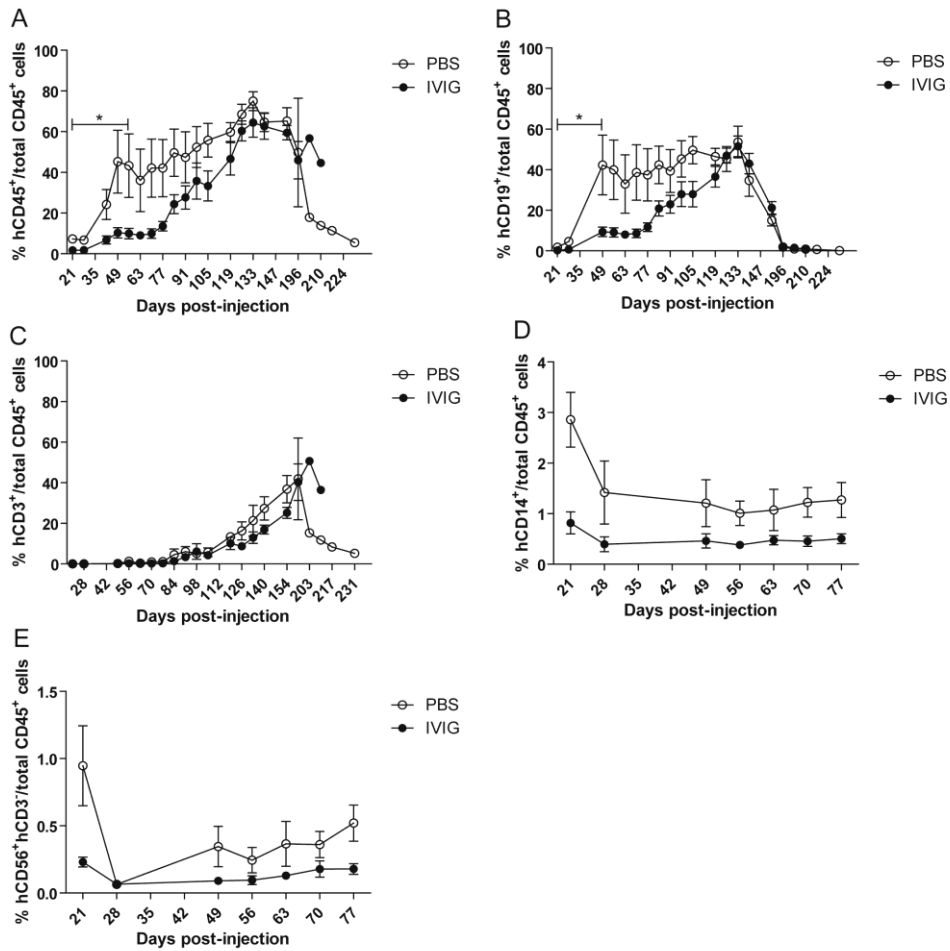 A
% hCD45⁺/total CD45⁺ cells
100
80
60
40
20
0
*
PBS
IVIG
21 35 49 63 77 91 105 119 133 147 196 210 224
Days post-injection
B
% hCD19⁺/total CD45⁺ cells
100
80
60
40
20
0
*
PBS
IVIG
21 35 49 63 77 91 105 119 133 147 196 210 224
Days post-injection
C
% hCD3⁺/total CD45⁺ cells
100
80
60
40
20
0
PBS
IVIG
28 42 56 70 84 98 112 126 140 154 203 217 231
Days post-injection
D
% hCD14⁺/total CD45⁺ cells
4
3
2
1
0
PBS
IVIG
21 28 35 42 49 56 63 70 77
Days post-injection
E
% hCD56⁺hCD3⁻/total CD45⁺ cells
1.5
1.0
0.5
0.0
PBS
IVIG
21 28 35 42 49 56 63 70 77
Days post-injection